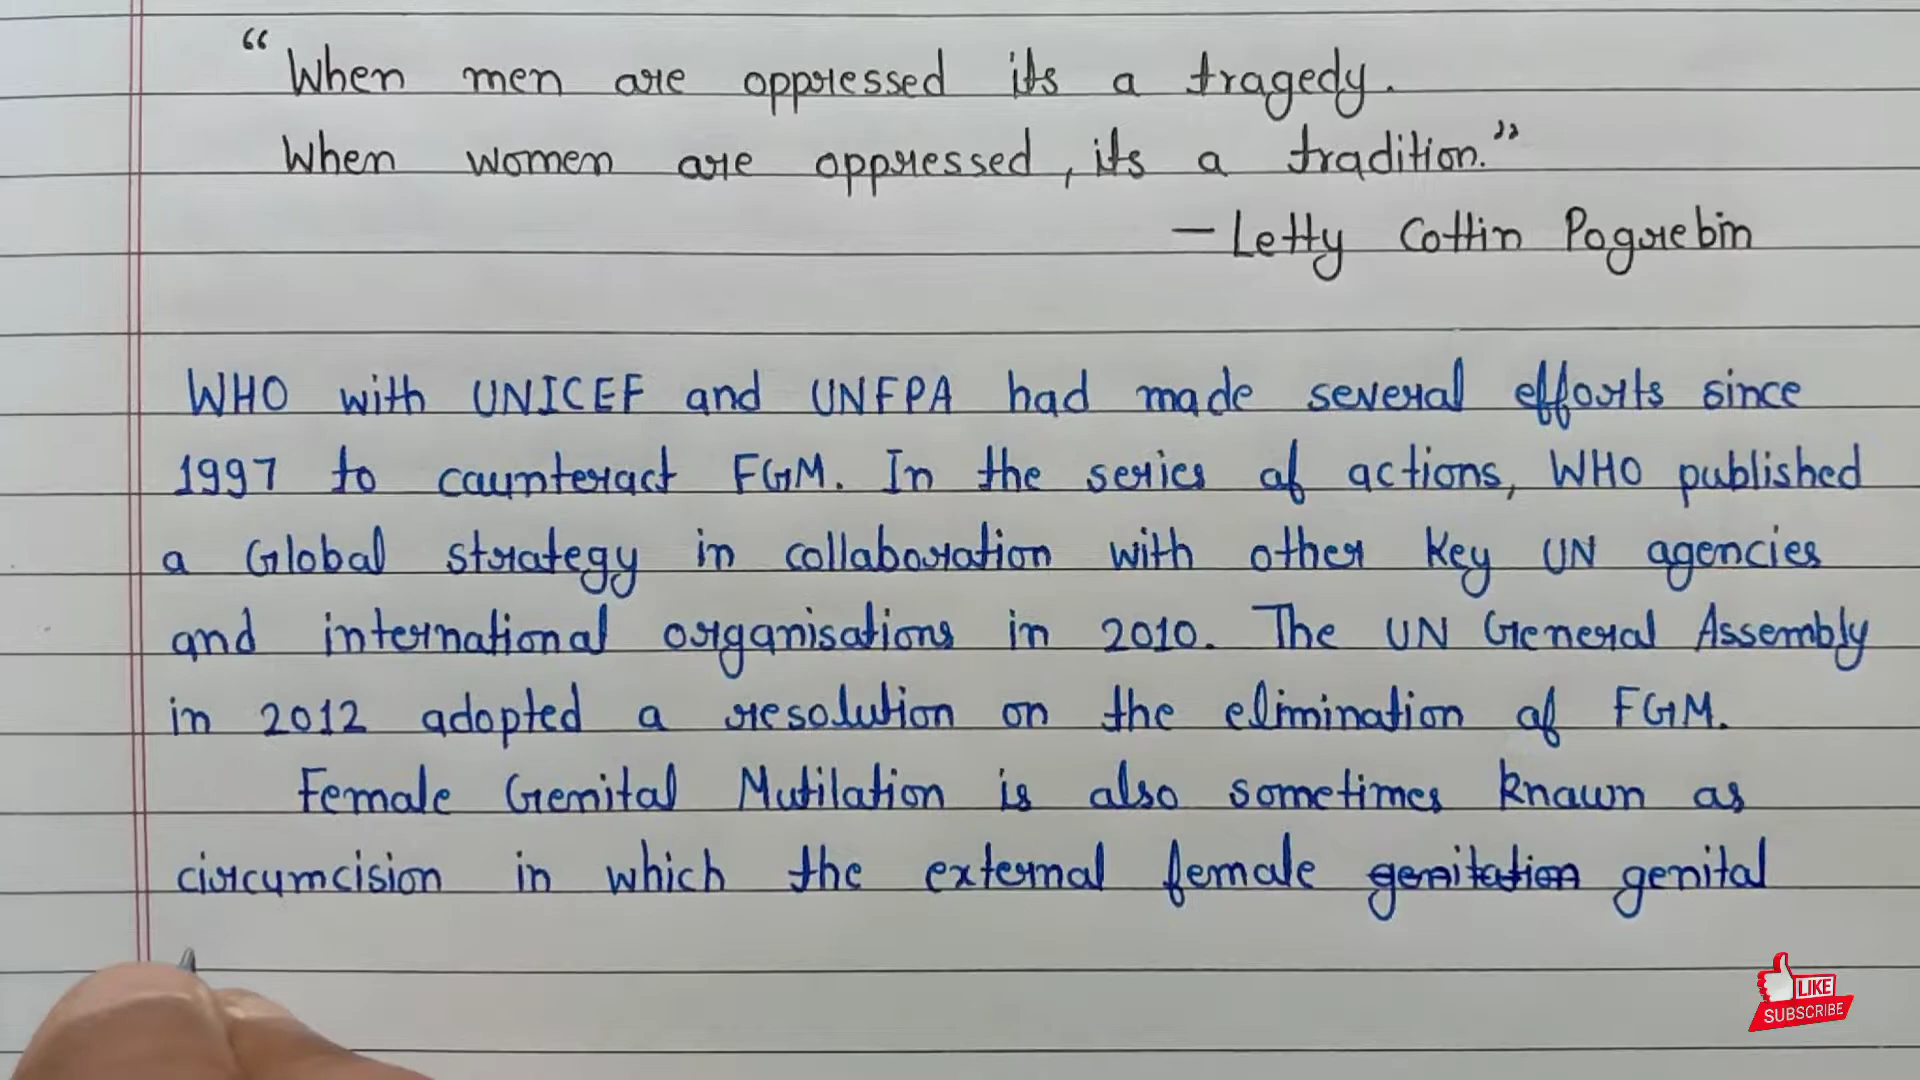 “When men are oppressed its a tragedy.
When women are oppressed, its a tradition.”
- Letty Cottin Pogrebin
WHO with UNICEF and UNFPA had made several efforts since
1997 to counteract FGM. In the series of actions, WHO published
a Global strategy in collaboration with other key UN agencies
and international organisations in 2010. The UN General Assembly
in 2012 adopted a resolution on the elimination of FGM.
Female Genital Mutilation is also sometimes known as
circumcision in which the external female genitation genital
LIKE
SUBSCRIBE